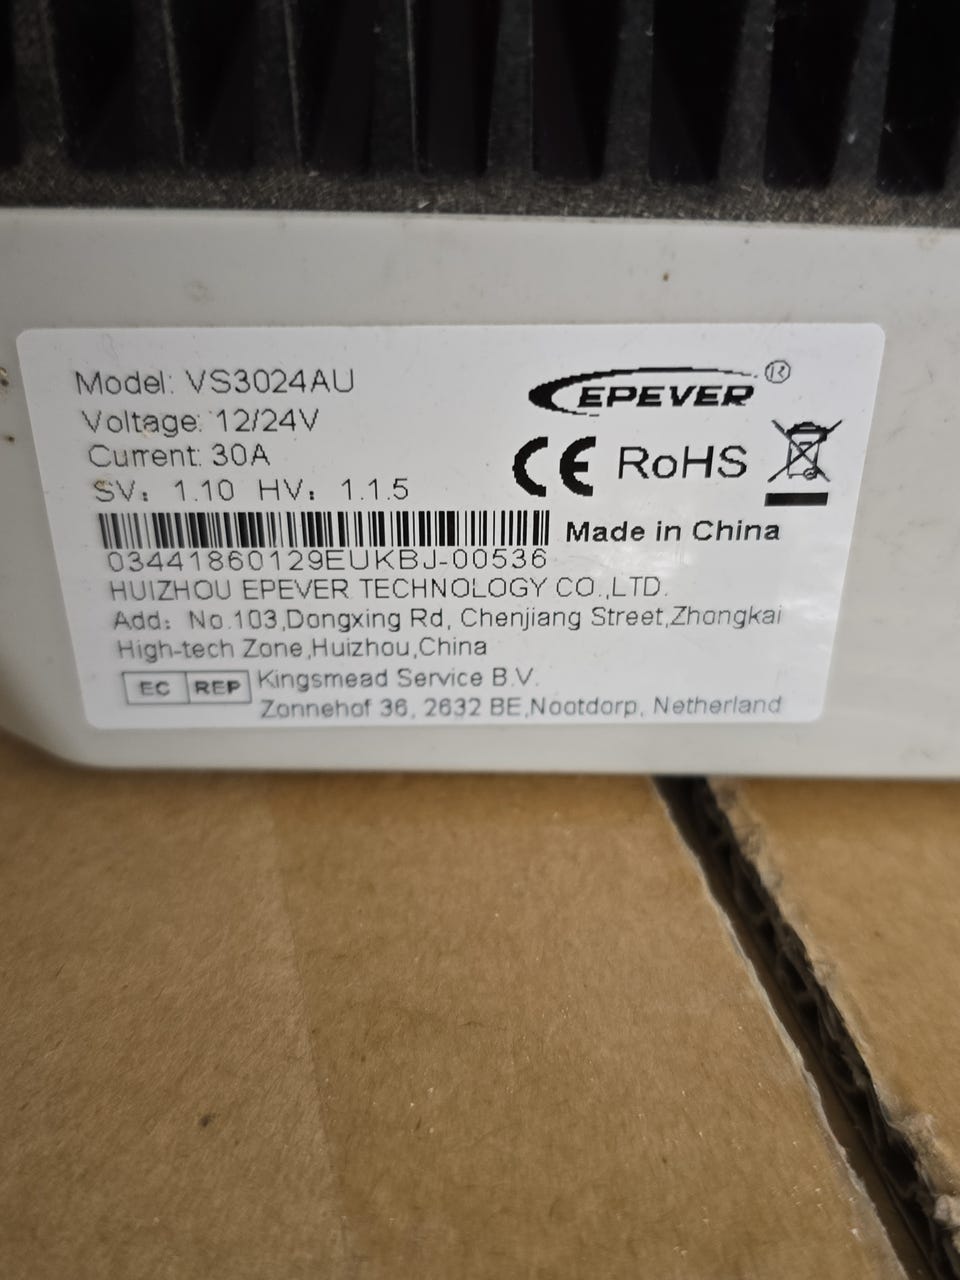 Model: VS3024AU
Voltage: 12/24V
Current: 30A
SV: 1.10 HV: 1.1.5
EPEVER ®
CE RoHS
Made in China
03441860129EUKBJ-00536
HUIZHOU EPEVER TECHNOLOGY CO.,LTD.
Add: No.103,Dongxing Rd, Chenjiang Street,Zhongkai
High-tech Zone,Huizhou,China
EC REP Kingsmead Service B.V.
Zonnehof 36, 2632 BE,Nootdorp, Netherland